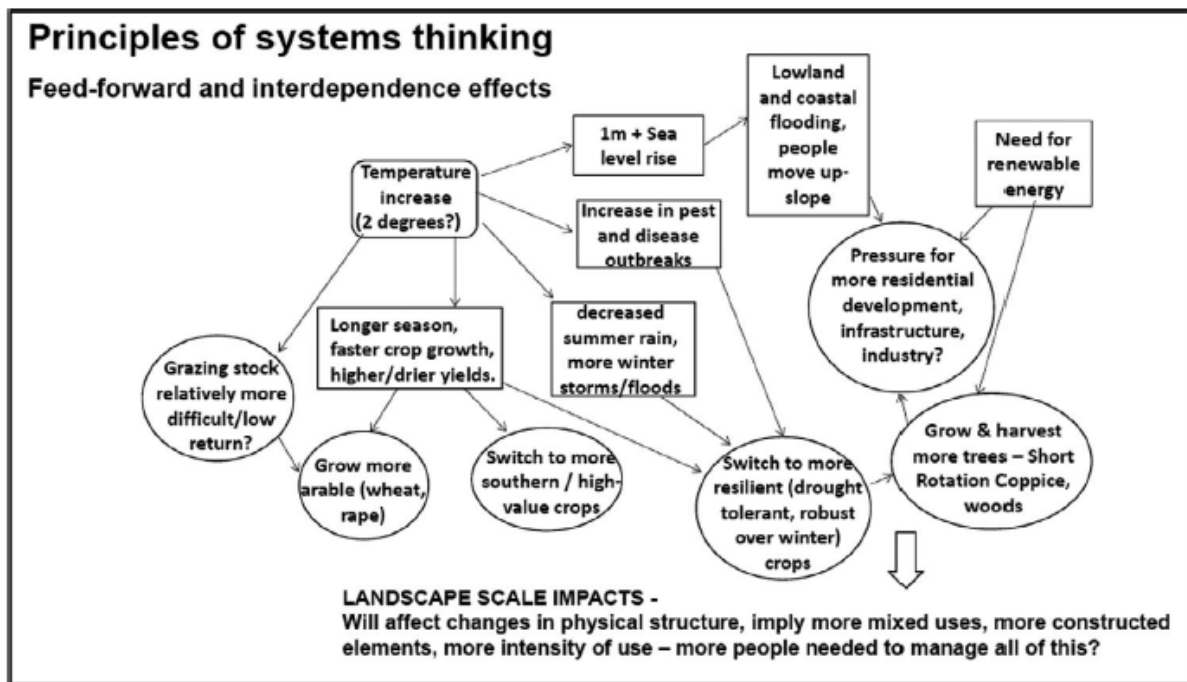 Principles of systems thinking
Feed-forward and interdependence effects
Lowland
and coastal
flooding,
people
move up-
slope
1m + Sea
level rise
Need for
renewable
energy
Temperature
increase
(2 degrees?)
Increase in pest
and disease
outbreaks
Pressure for
more residential
development,
infrastructure,
industry?
Longer season,
faster crop growth,
higher/drier yields.
decreased
summer rain,
more winter
storms/floods
Grazing stock
relatively more
difficult/low
return?
Grow more
arable (wheat,
rape)
Switch to more
southern / high-
value crops
Switch to more
resilient (drought
tolerant, robust
over winter)
crops
Grow & harvest
more trees – Short
Rotation Coppice,
woods
LANDSCAPE SCALE IMPACTS -
Will affect changes in physical structure, imply more mixed uses, more constructed
elements, more intensity of use – more people needed to manage all of this?